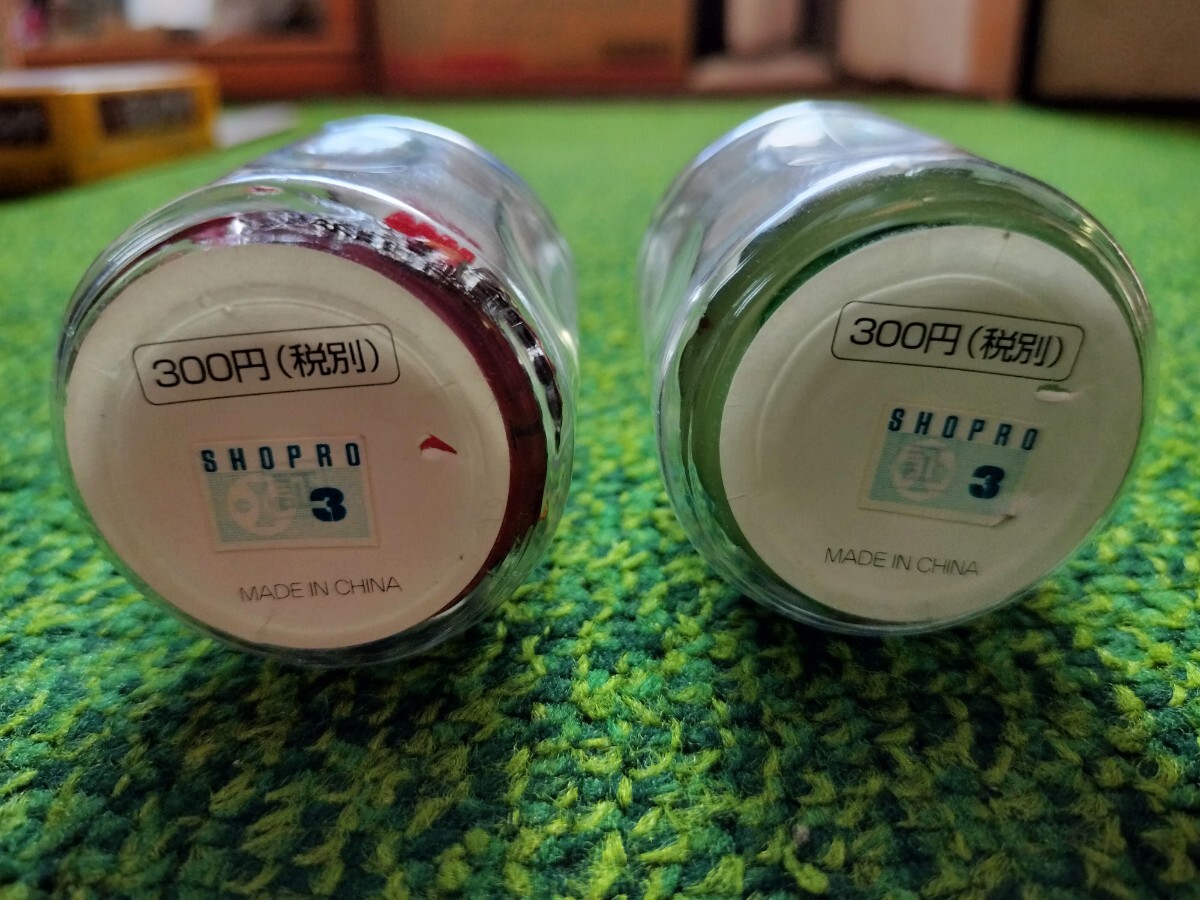 300円(税別)
SHOPRO
3
MADE IN CHINA
300円(税別)
SHOPRO
3
MADE IN CHINA